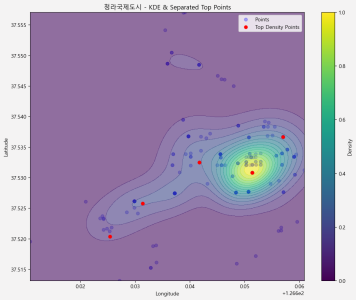 청라국제도시 - KDE & Separated Top Points
Points
Top Density Points
37.555
37.550
37.545
37.540
37.535
37.530
37.525
37.520
37.515
Latitude
0.02
0.03
0.04
0.05
0.06
+1.266e2
Longitude
1.0
0.8
0.6
0.4
0.2
0.0
Density